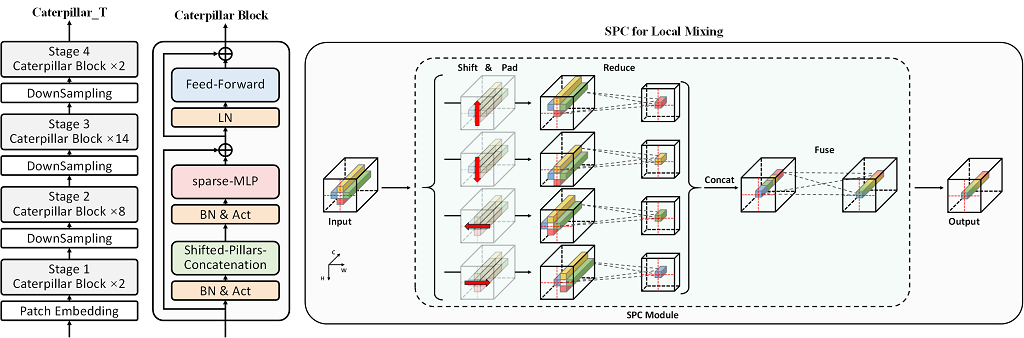 Caterpillar_T
Stage 4
Caterpillar Block ×2
DownSampling
Stage 3
Caterpillar Block ×14
DownSampling
Stage 2
Caterpillar Block ×8
DownSampling
Stage 1
Caterpillar Block ×2
Patch Embedding
Caterpillar Block
Feed-Forward
LN
sparse-MLP
BN & Act
Shifted-Pillars-
Concatenation
BN & Act
SPC for Local Mixing
Shift & Pad
Reduce
Input
C
W
H
Concat
Fuse
Output
SPC Module